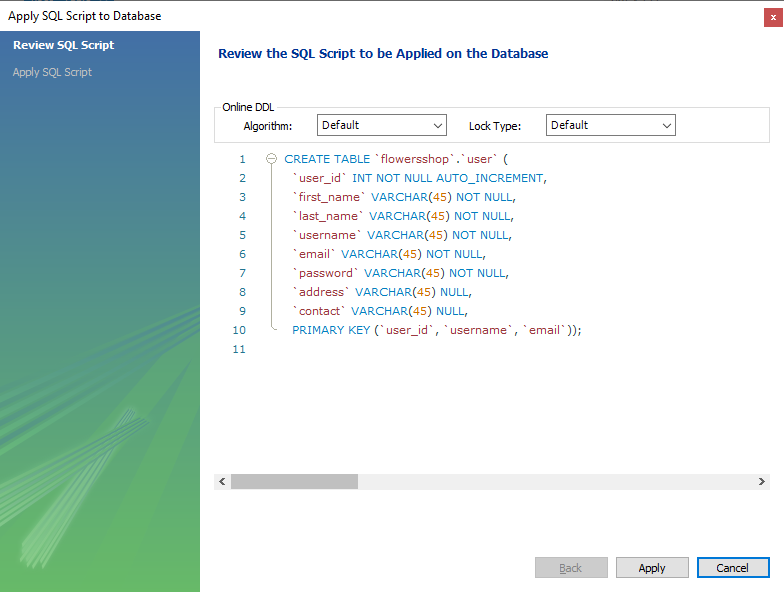 Apply SQL Script to Database
x
Review SQL Script
Apply SQL Script
Review the SQL Script to be Applied on the Database
Online DDL
Algorithm: Default Lock Type: Default
1 CREATE TABLE `flowersshop`.`user` (
2 `user_id` INT NOT NULL AUTO_INCREMENT,
3 `first_name` VARCHAR(45) NOT NULL,
4 `last_name` VARCHAR(45) NOT NULL,
5 `username` VARCHAR(45) NOT NULL,
6 `email` VARCHAR(45) NOT NULL,
7 `password` VARCHAR(45) NOT NULL,
8 `address` VARCHAR(45) NULL,
9 `contact` VARCHAR(45) NULL,
10 PRIMARY KEY (`user_id`, `username`, `email`));
11
Back Apply Cancel